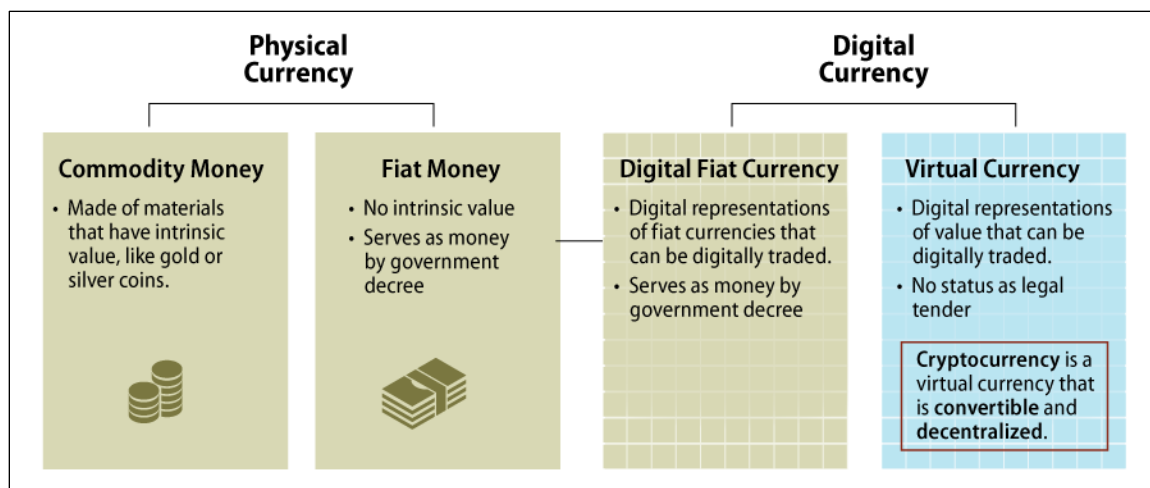 Physical
Currency
Digital
Currency
Commodity Money
• Made of materials
that have intrinsic
value, like gold or
silver coins.
Fiat Money
• No intrinsic value
• Serves as money
by government
decree
Digital Fiat Currency
• Digital representations
of fiat currencies that
can be digitally traded.
• Serves as money by
government decree
Virtual Currency
• Digital representations
of value that can be
digitally traded.
• No status as legal
tender
Cryptocurrency is a
virtual currency that
is convertible and
decentralized.